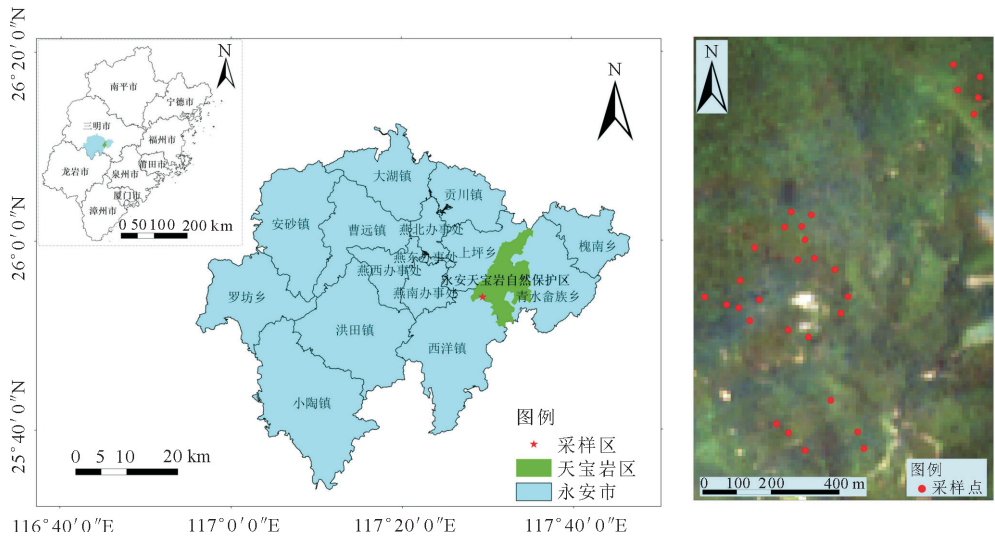 26°20′0″N
26°0′0″N
25°40′0″N
N
南平市
宁德市
三明市
福州市
莆田市
龙岩市
泉州市
厦门市
漳州市
0 50 100 200 km
N
大湖镇
贡川镇
安砂镇
曹远镇
燕北办事处
槐南乡
燕东办事处
上坪乡
燕西办事处
永安天宝岩自然保护区
罗坊乡
燕南办事处
青水畲族乡
洪田镇
西洋镇
小陶镇
图例
采样区
天宝岩区
永安市
0 5 10 20 km
116°40′0″E
117°0′0″E
117°20′0″E
117°40′0″E
N
0 100 200 400 m
图例
采样点